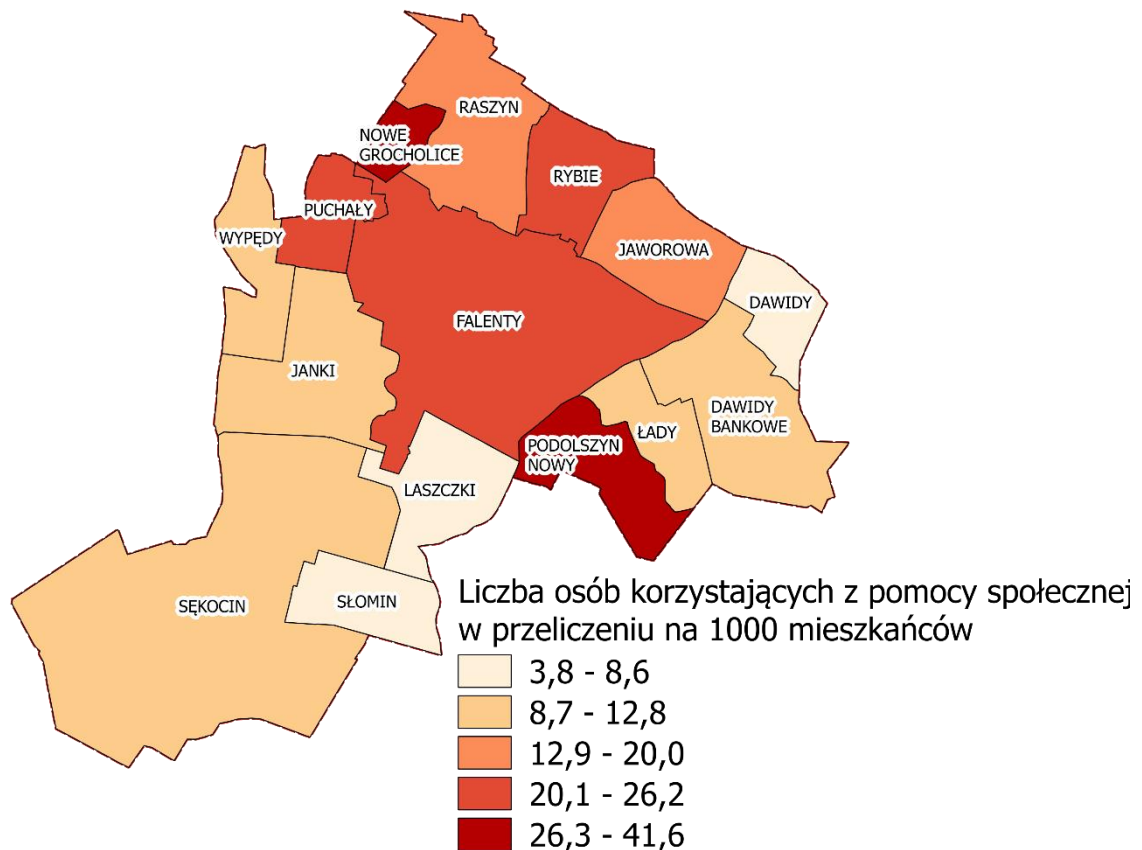 RASZYN
NOWE
GROCHOLICE
RYBIE
PUCHAŁY
WYPĘDY
JAWOROWA
DAWIDY
FALENTY
JANKI
DAWIDY
BANKOWE
ŁADY
PODOLSZYN
NOWY
LASZCZKI
SĘKOCIN
SŁOMIN
Liczba osób korzystających z pomocy społecznej
w przeliczeniu na 1000 mieszkańców
3,8 - 8,6
8,7 - 12,8
12,9 - 20,0
20,1 - 26,2
26,3 - 41,6